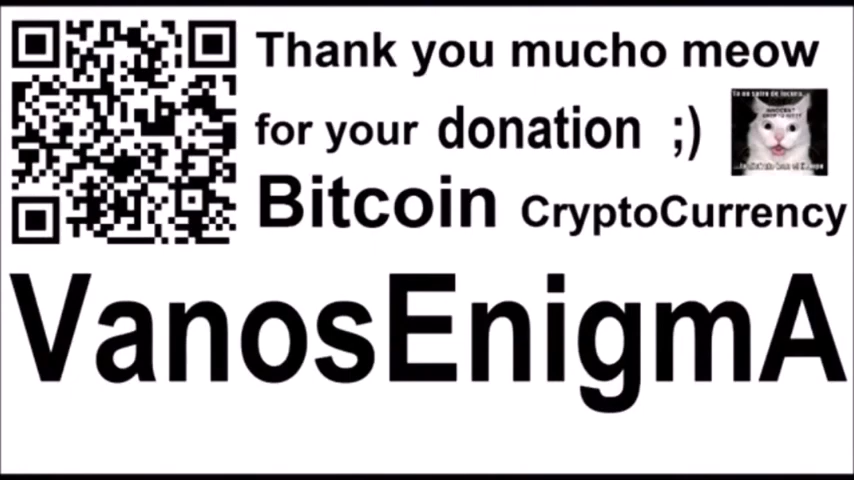 Thank you mucho meow
for your donation ;)
Bitcoin CryptoCurrency
VanosEnigmA